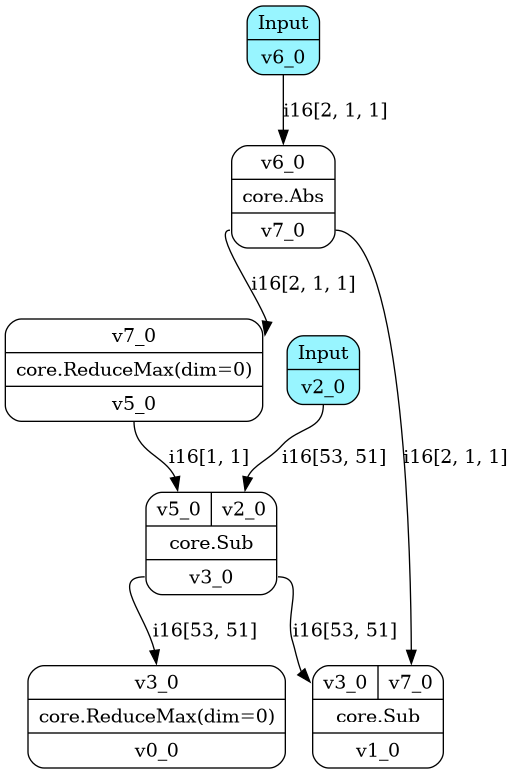 Input
v6_0
i16[2, 1, 1]
v6_0
core.Abs
v7_0
i16[2, 1, 1]
v7_0
core.ReduceMax(dim=0)
v5_0
Input
v2_0
i16[1, 1]
i16[53, 51]
i16[2, 1, 1]
v5_0 v2_0
core.Sub
v3_0
i16[53, 51]
i16[53, 51]
v3_0
core.ReduceMax(dim=0)
v0_0
v3_0 v7_0
core.Sub
v1_0